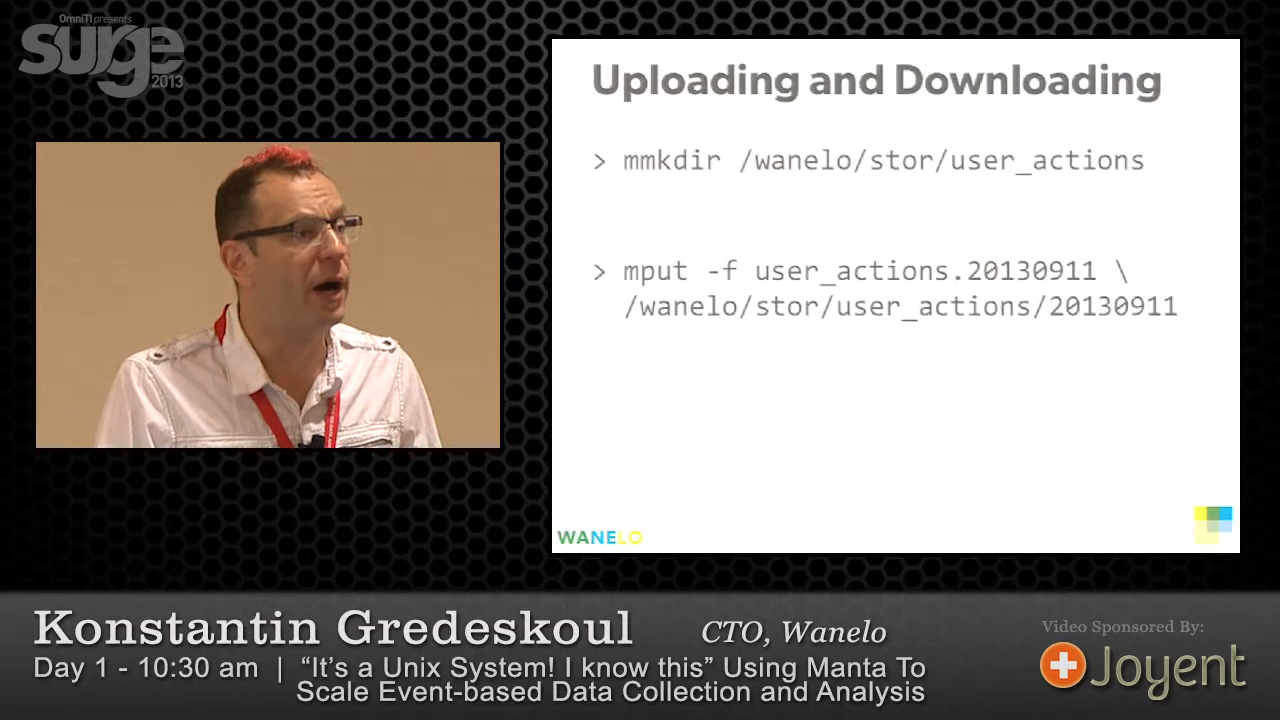 OmniTI presents
surge
2013
Uploading and Downloading
> mmkdir /wanelo/stor/user_actions
> mput -f user_actions.20130911 \
/wanelo/stor/user_actions/20130911
WANELO
Konstantin Gredeskoul CTO, Wanelo
Day 1 - 10:30 am | “It’s a Unix System! I know this” Using Manta To
Scale Event-based Data Collection and Analysis
Video Sponsored By:
Joyent